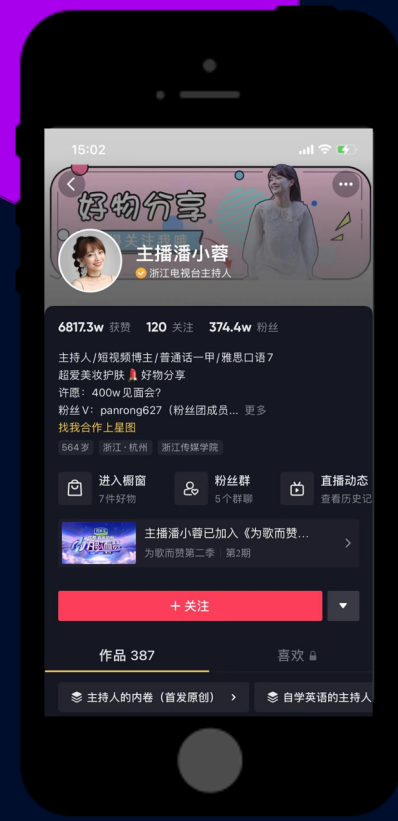 15:02
好物分享
关注我哦
主播潘小蓉
浙江电视台主持人
6817.3w 获赞 120 关注 374.4w 粉丝
主持人/短视频博主/普通话一甲/雅思口语7
超爱美妆护肤💄好物分享
许愿：400w见面会?
粉丝V：panrong627（粉丝团成员... 更多
找我合作上星图
564岁 浙江·杭州 浙江传媒学院
进入橱窗 粉丝群 直播动态
7件好物 5个群聊 查看历史记
主播潘小蓉已加入《为歌而赞...
为歌而赞第二季 第2期
+ 关注
作品 387 喜欢
主持人的内卷（首发原创） 自学英语的主持人